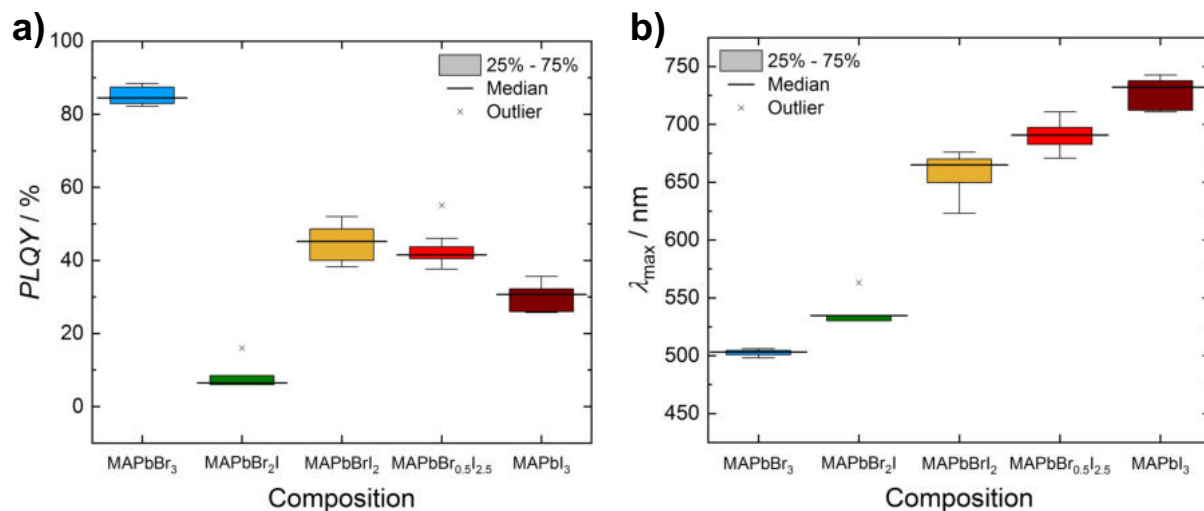 a)
100
80
60
40
20
0
PLQY / %
25% - 75%
Median
× Outlier
MAPbBr₃
MAPbBr₂I
MAPbBrI₂
MAPbBr₀.₅I₂.₅
MAPbI₃
Composition
b)
750
700
650
600
550
500
450
λmax / nm
25% - 75%
Median
× Outlier
MAPbBr₃
MAPbBr₂I
MAPbBrI₂
MAPbBr₀.₅I₂.₅
MAPbI₃
Composition